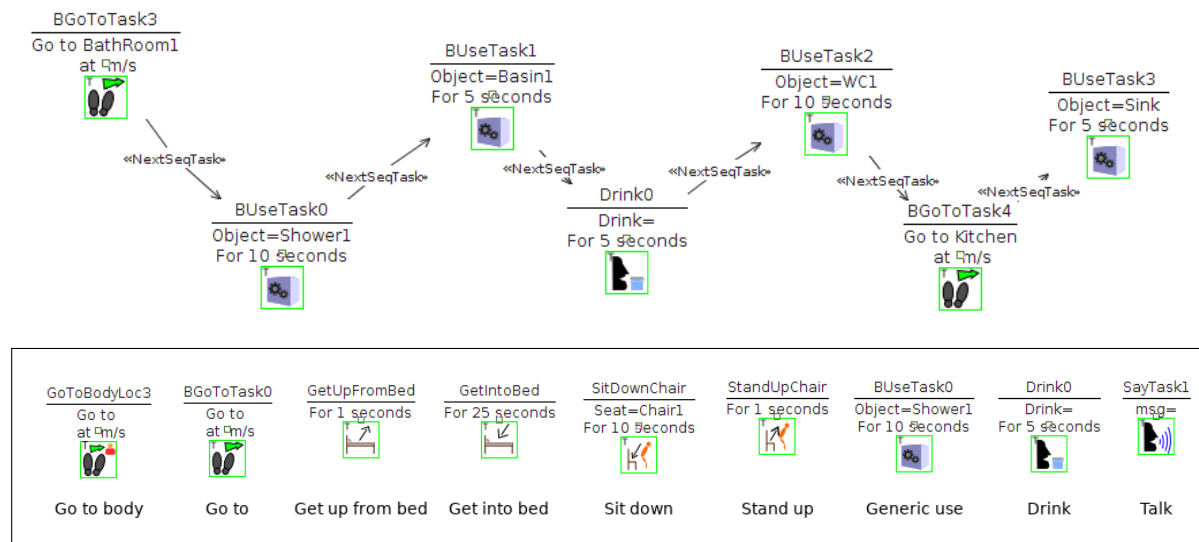 BGoToTask3
Go to BathRoom1
at m/s
«NextSeqTask»
BUseTask0
Object=Shower1
For 10 seconds
«NextSeqTask»
BUseTask1
Object=Basin1
For 5 seconds
«NextSeqTask»
Drink0
Drink=
For 5 seconds
«NextSeqTask»
BUseTask2
Object=WC1
For 10 seconds
«NextSeqTask»
BGoToTask4
Go to Kitchen
at m/s
«NextSeqTask»
BUseTask3
Object=Sink
For 5 seconds
GoToBodyLoc3
Go to
at m/s
Go to body
BGoToTask0
Go to
at m/s
Go to
GetUpFromBed
For 1 seconds
Get up from bed
GetIntoBed
For 25 seconds
Get into bed
SitDownChair
Seat=Chair1
For 10 seconds
Sit down
StandUpChair
For 1 seconds
Stand up
BUseTask0
Object=Shower1
For 10 seconds
Generic use
Drink0
Drink=
For 5 seconds
Drink
SayTask1
msg=
Talk